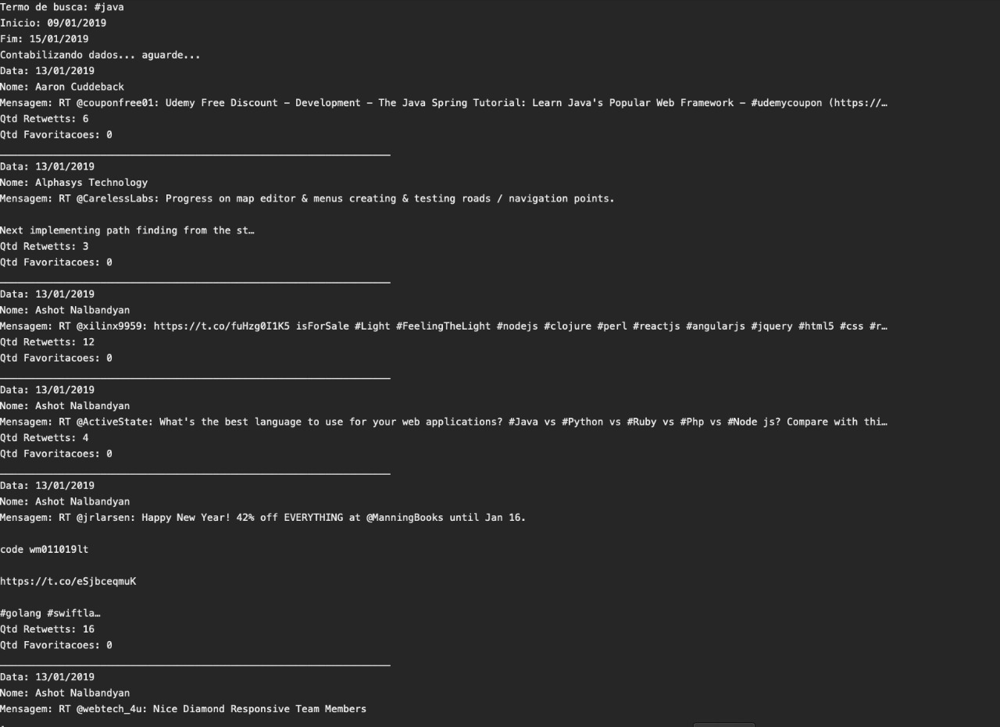 Termo de busca: #java
Inicio: 09/01/2019
Fim: 15/01/2019
Contabilizando dados... aguarde...
Data: 13/01/2019
Nome: Aaron Cuddeback
Mensagem: RT @couponfree01: Udemy Free Discount - Development - The Java Spring Tutorial: Learn Java's Popular Web Framework - #udemycoupon (https://…
Qtd Retwetts: 6
Qtd Favoritacoes: 0
Data: 13/01/2019
Nome: Alphasys Technology
Mensagem: RT @CarelessLabs: Progress on map editor & menus creating & testing roads / navigation points.
Next implementing path finding from the st…
Qtd Retwetts: 3
Qtd Favoritacoes: 0
Data: 13/01/2019
Nome: Ashot Nalbandyan
Mensagem: RT @xilinx9959: https://t.co/fuHzg0I1K5 isForSale #Light #FeelingTheLight #nodejs #clojure #perl #reactjs #angularjs #jquery #html5 #css #r…
Qtd Retwetts: 12
Qtd Favoritacoes: 0
Data: 13/01/2019
Nome: Ashot Nalbandyan
Mensagem: RT @ActiveState: What's the best language to use for your web applications? #Java vs #Python vs #Ruby vs #Php vs #Node js? Compare with thi…
Qtd Retwetts: 4
Qtd Favoritacoes: 0
Data: 13/01/2019
Nome: Ashot Nalbandyan
Mensagem: RT @jrlarsen: Happy New Year! 42% off EVERYTHING at @ManningBooks until Jan 16.
code wm011019lt
https://t.co/eSjbceqmuK
#golang #swiftla…
Qtd Retwetts: 16
Qtd Favoritacoes: 0
Data: 13/01/2019
Nome: Ashot Nalbandyan
Mensagem: RT @webtech_4u: Nice Diamond Responsive Team Members